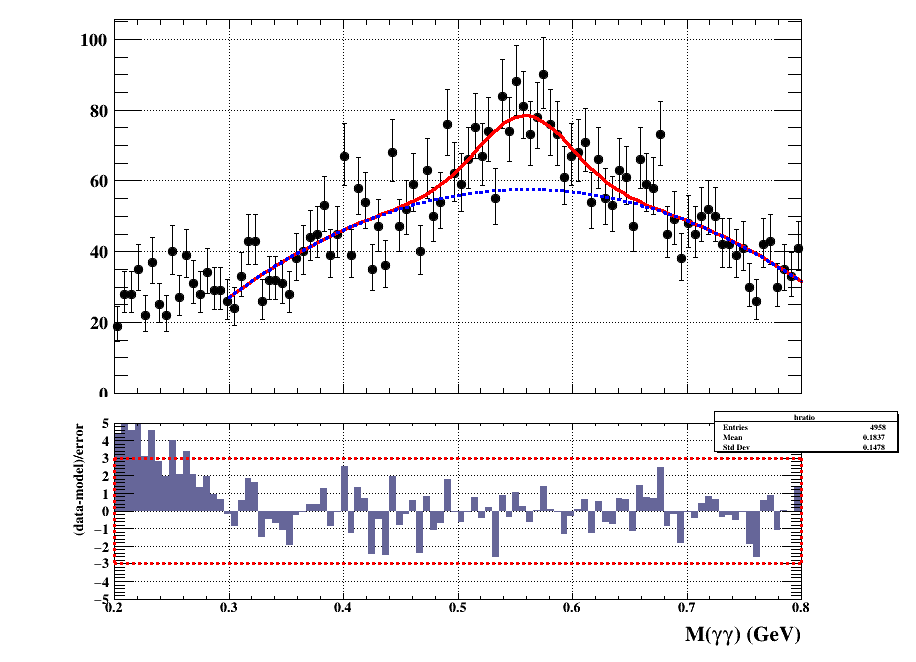 100
80
60
40
20
0
hratio
Entries 4958
Mean 0.1837
Std Dev 0.1478
(data-model)/error
5
4
3
2
1
0
−1
−2
−3
−4
−5
0.2 0.3 0.4 0.5 0.6 0.7 0.8
M(γγ) (GeV)